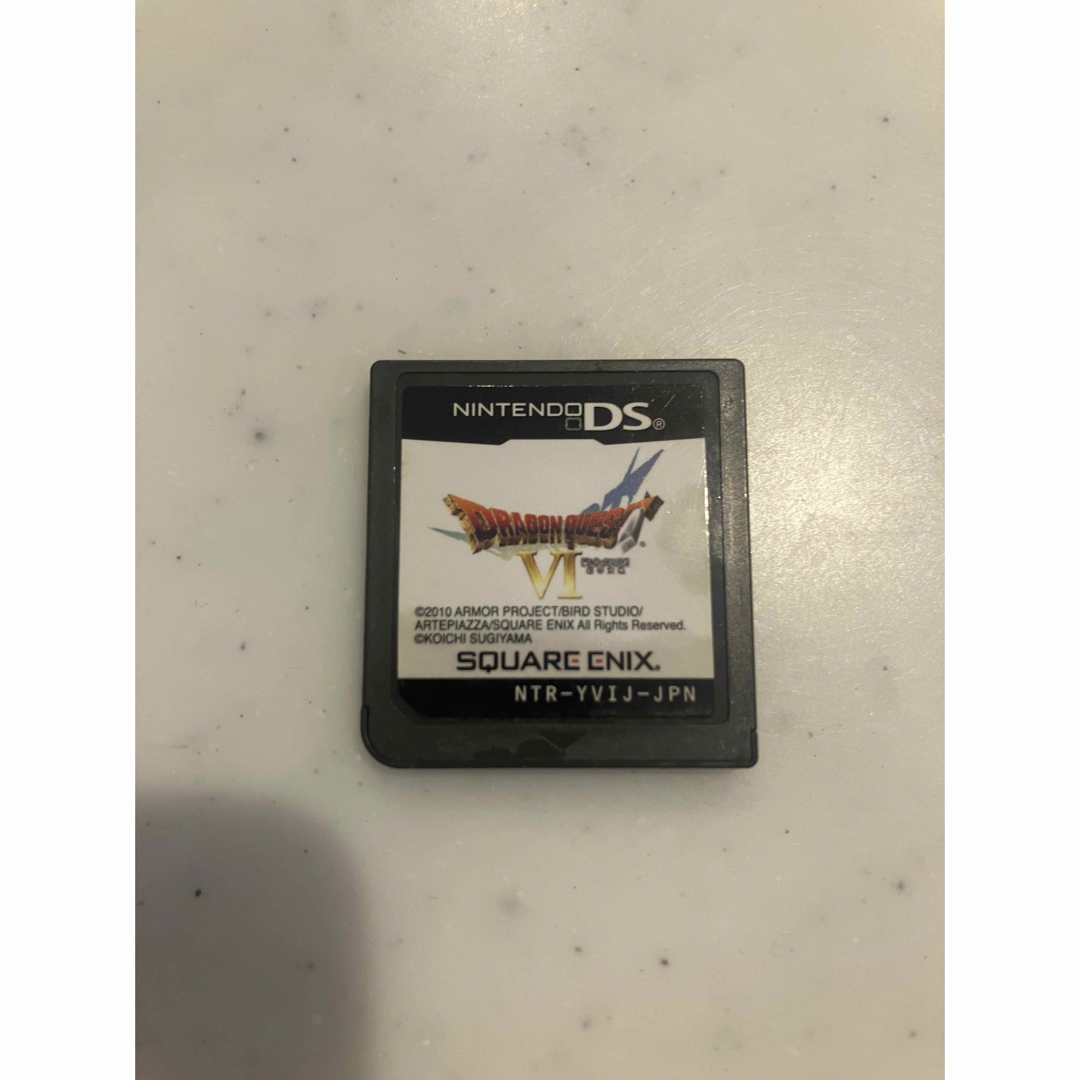 NINTENDO DS®
DRAGON QUEST
VI
©2010 ARMOR PROJECT/BIRD STUDIO/
ARTEPIAZZA/SQUARE ENIX All Rights Reserved.
©KOICHI SUGIYAMA
SQUARE ENIX.
NTR-YVIJ-JPN